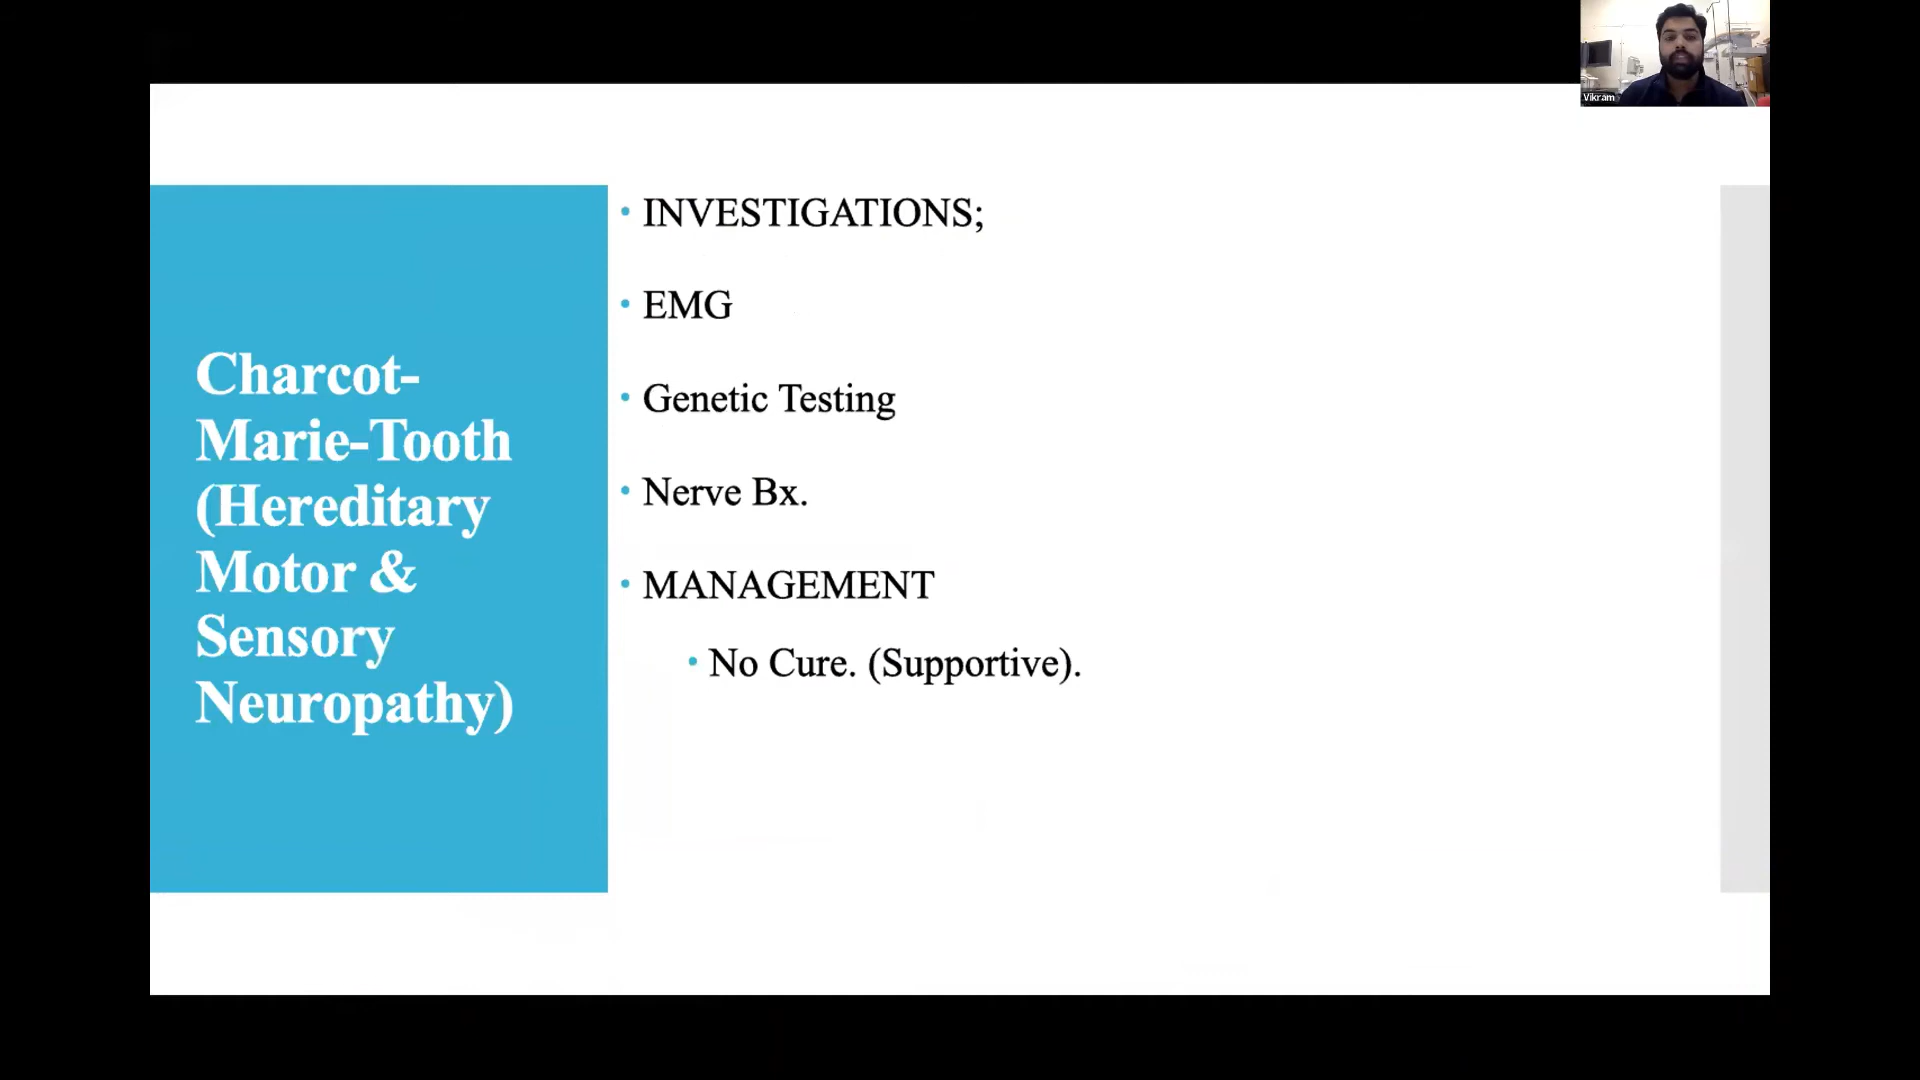 Vikram
Charcot-
Marie-Tooth
(Hereditary
Motor &
Sensory
Neuropathy)
• INVESTIGATIONS;
• EMG
• Genetic Testing
• Nerve Bx.
• MANAGEMENT
• No Cure. (Supportive).